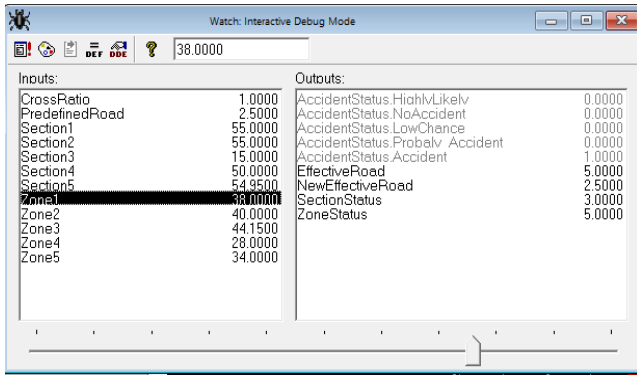 Watch: Interactive Debug Mode
DEF DDE ? 38.0000
Inputs:
CrossRatio 1.0000
PredefinedRoad 2.5000
Section1 55.0000
Section2 55.0000
Section3 15.0000
Section4 50.0000
Section5 54.9500
Zone1 38.0000
Zone2 40.0000
Zone3 44.1500
Zone4 28.0000
Zone5 34.0000
Outputs:
AccidentStatus.HighlyLikely 0.0000
AccidentStatus.NoAccident 0.0000
AccidentStatus.LowChance 0.0000
AccidentStatus.Probaly_Accident 0.0000
AccidentStatus.Accident 1.0000
EffectiveRoad 5.0000
NewEffectiveRoad 2.5000
SectionStatus 3.0000
ZoneStatus 5.0000